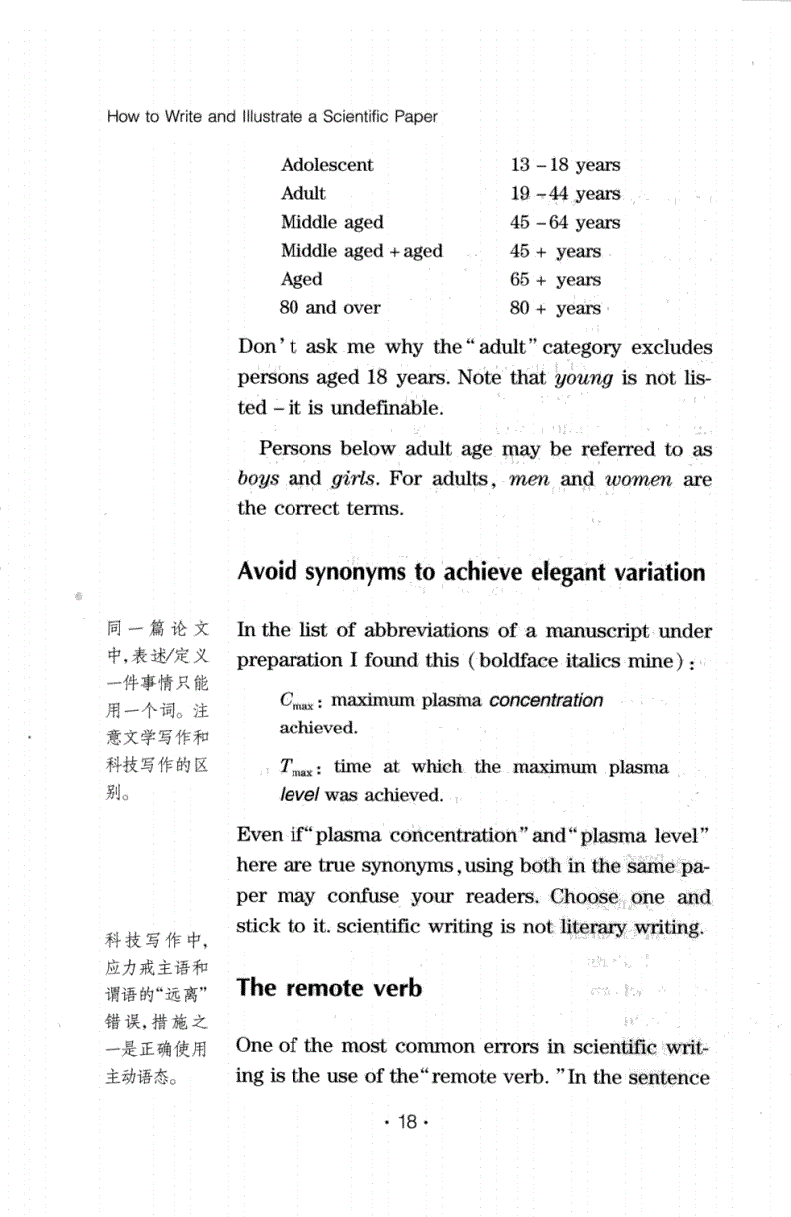 How to Write and Illustrate a Scientific Paper
Adolescent 13 – 18 years
Adult 19 – 44 years
Middle aged 45 – 64 years
Middle aged + aged 45 + years
Aged 65 + years
80 and over 80 + years
Don't ask me why the "adult" category excludes
persons aged 18 years. Note that young is not lis-
ted – it is undefinable.
Persons below adult age may be referred to as
boys and girls. For adults, men and women are
the correct terms.
Avoid synonyms to achieve elegant variation
同一篇论文
中,表述/定义
一件事情只能
用一个词。注
意文学写作和
科技写作的区
别。
In the list of abbreviations of a manuscript under
preparation I found this (boldface italics mine):
Cmax: maximum plasma concentration
achieved.
Tmax: time at which the maximum plasma
level was achieved.
Even if "plasma concentration" and "plasma level"
here are true synonyms, using both in the same pa-
per may confuse your readers. Choose one and
stick to it. scientific writing is not literary writing.
科技写作中,
应力戒主语和
谓语的"远离"
错误,措施之
一是正确使用
主动语态。
The remote verb
One of the most common errors in scientific writ-
ing is the use of the "remote verb." In the sentence
· 18 ·